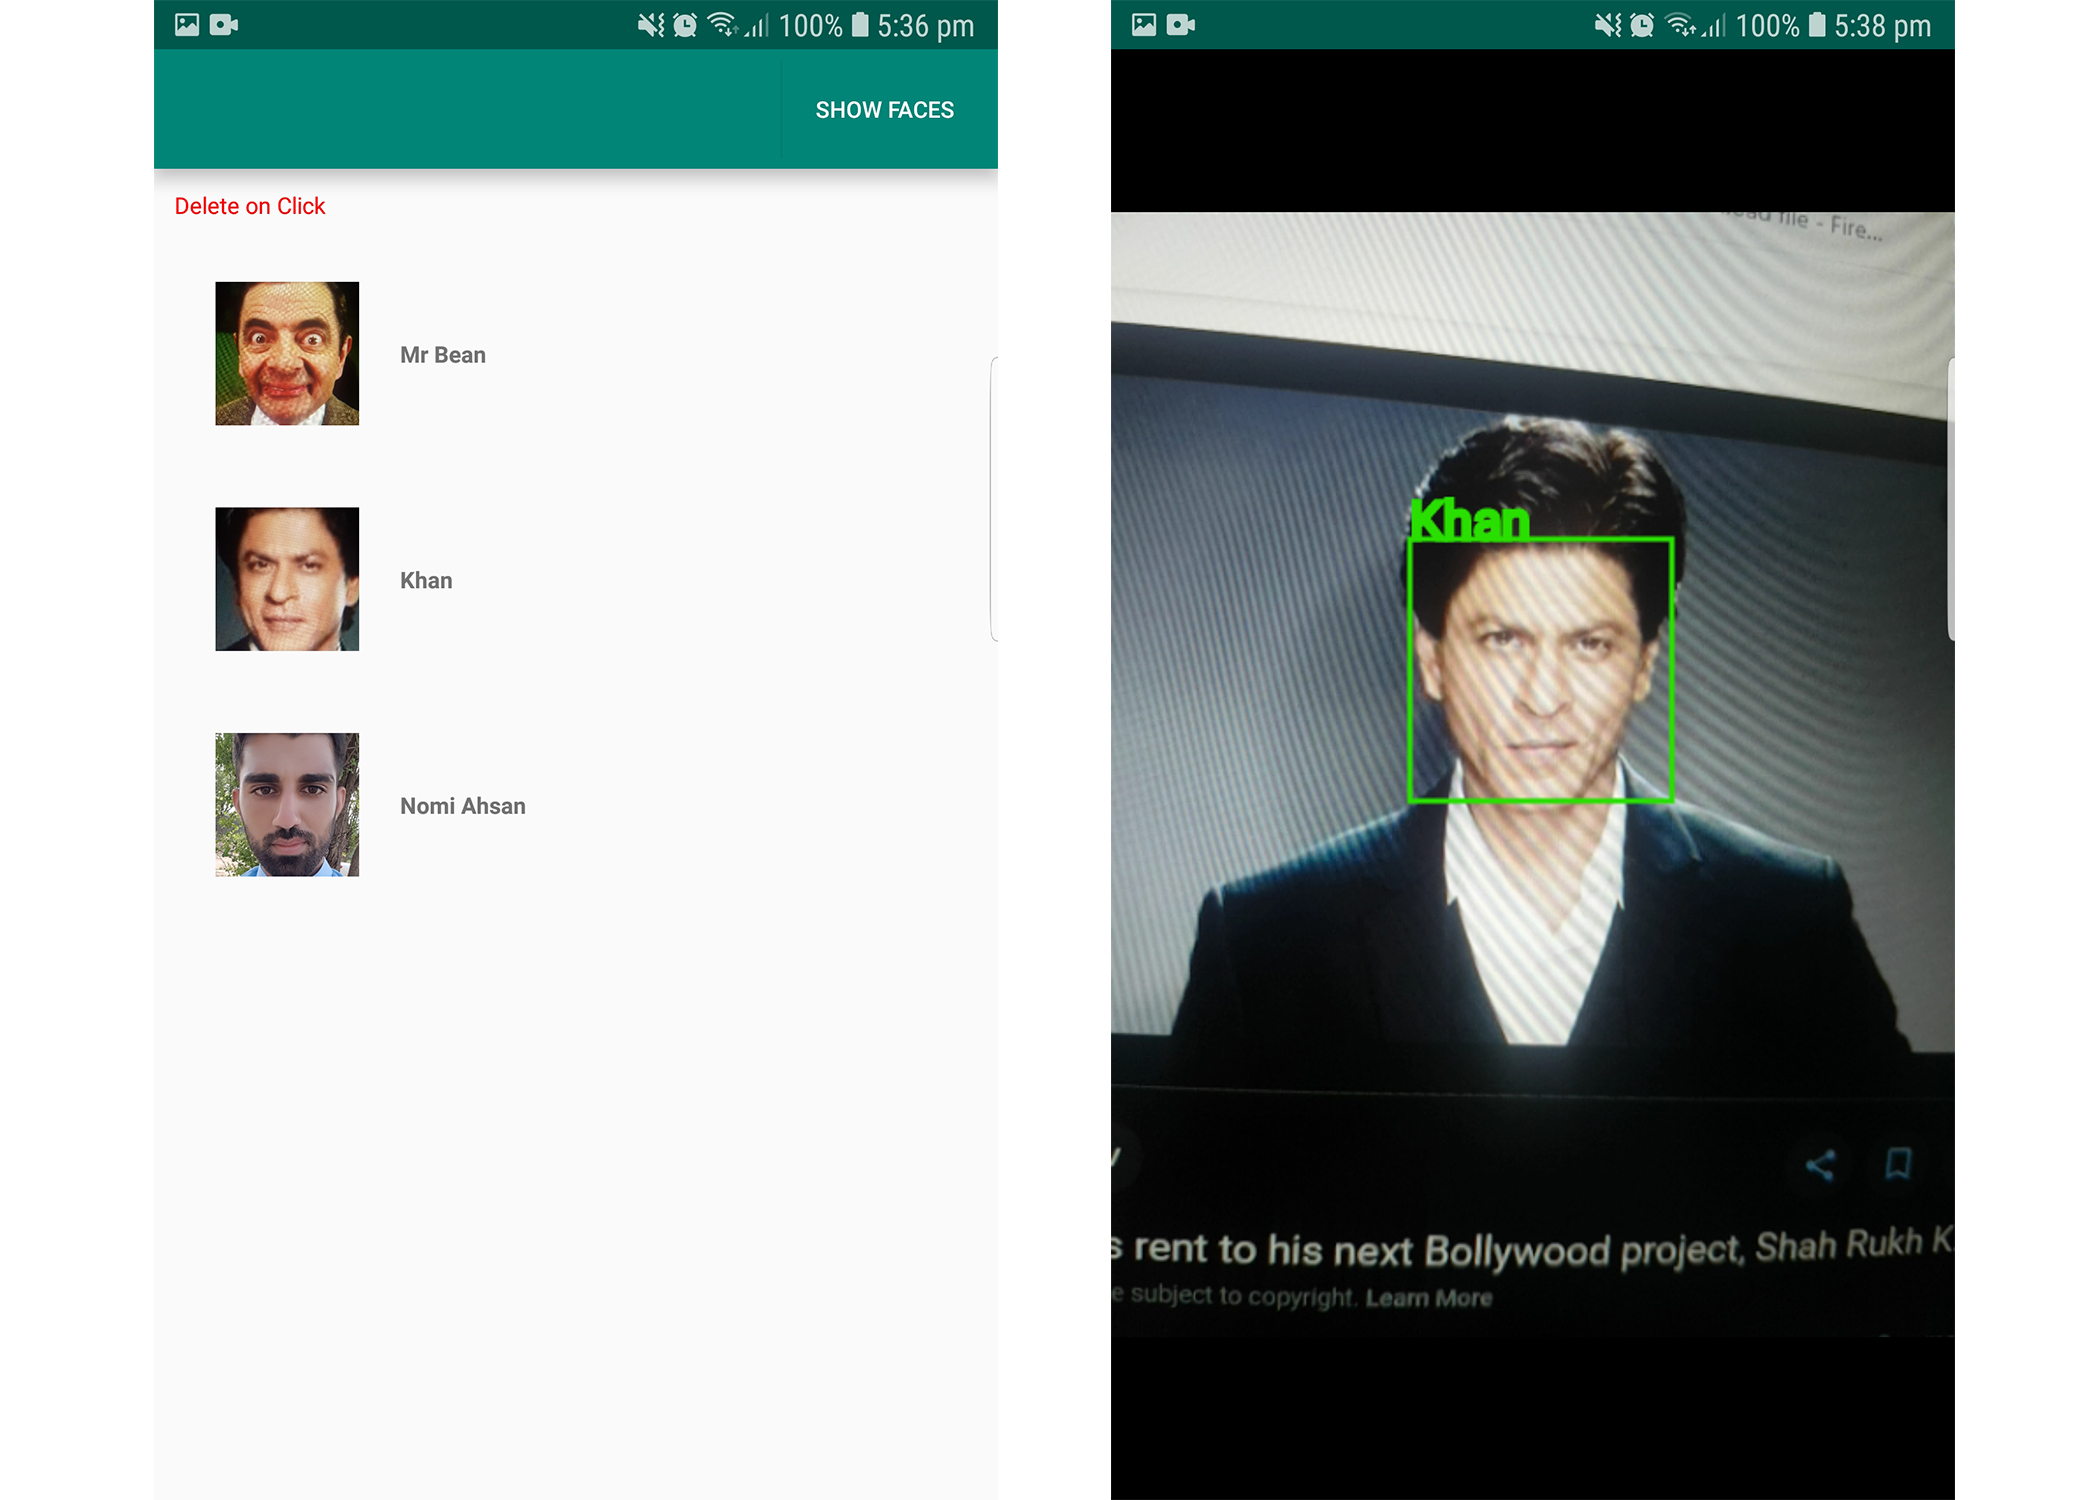 100% 5:36 pm
SHOW FACES
Delete on Click
Mr Bean
Khan
Nomi Ahsan
100% 5:38 pm
file - Fire...
Khan
rent to his next Bollywood project, Shah Rukh K
subject to copyright. Learn More